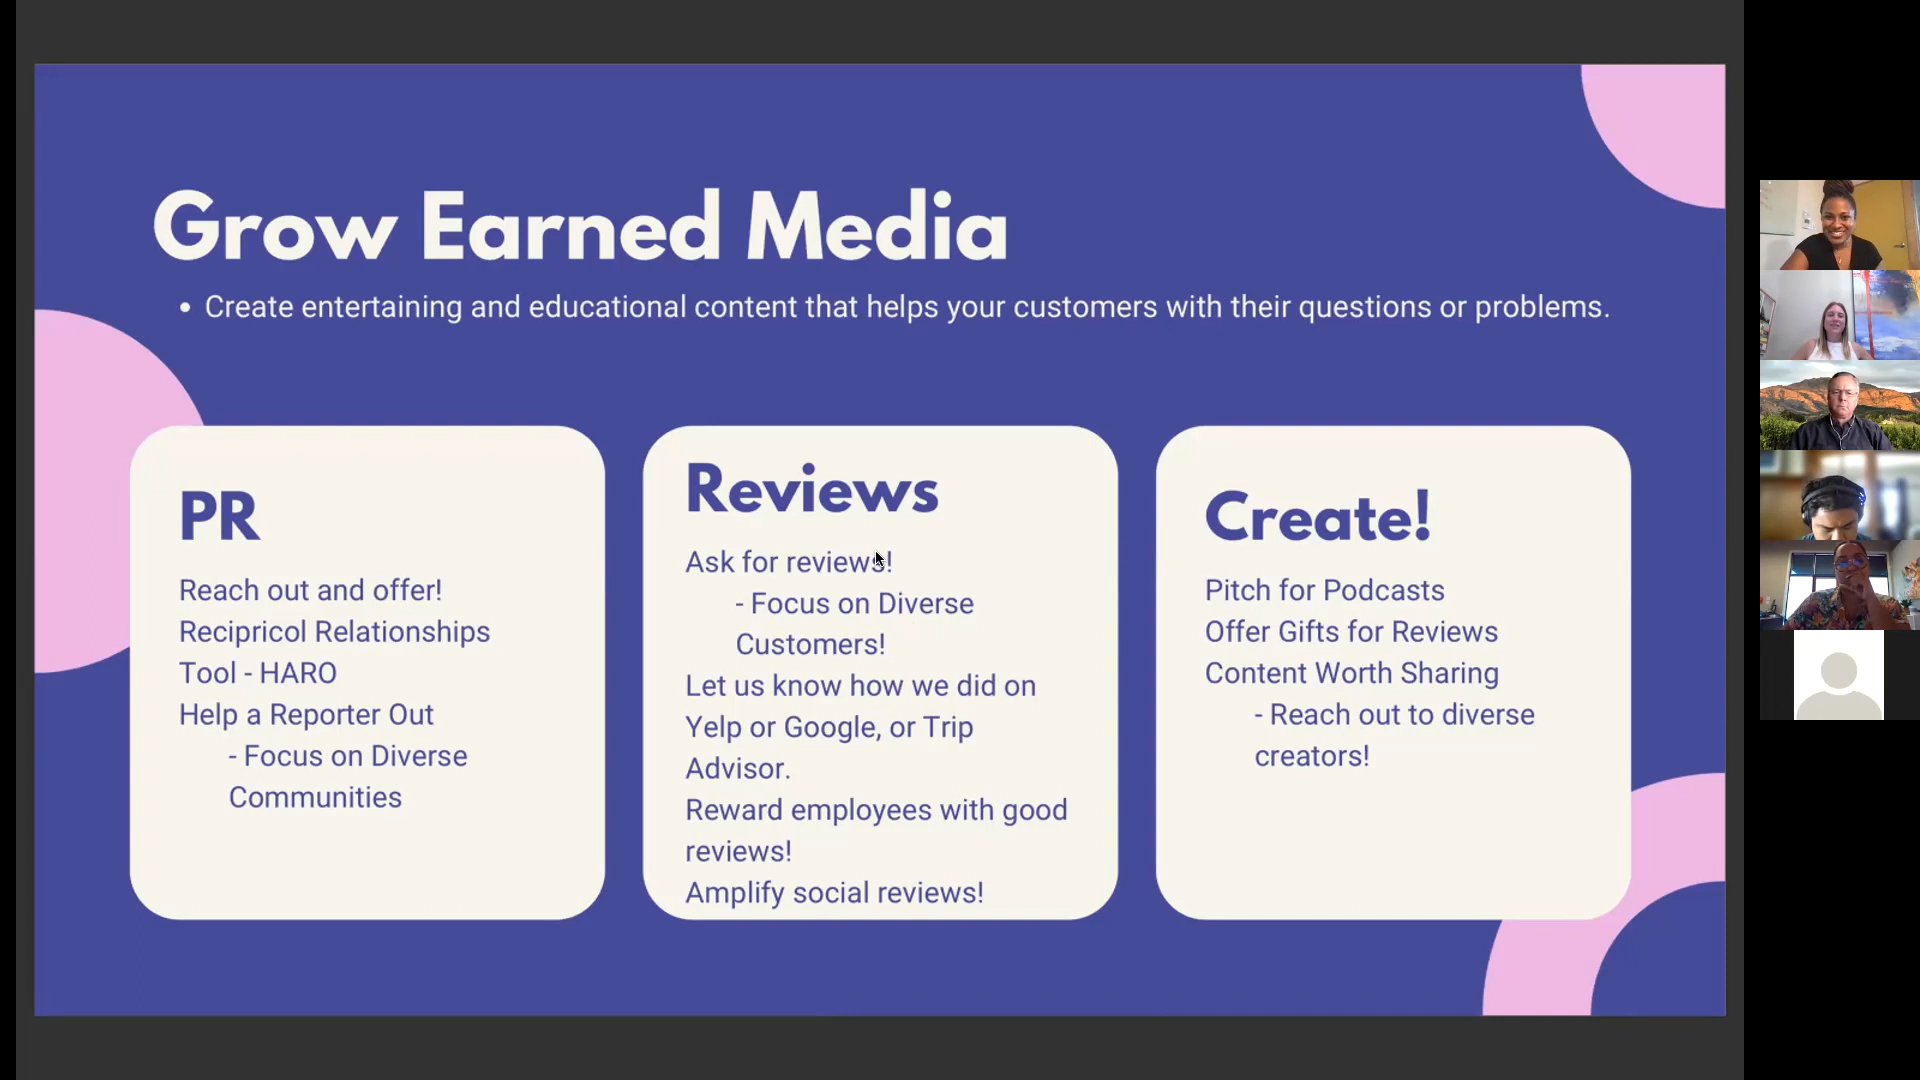 Grow Earned Media
• Create entertaining and educational content that helps your customers with their questions or problems.
PR
Reach out and offer!
Recipricol Relationships
Tool - HARO
Help a Reporter Out
- Focus on Diverse
Communities
Reviews
Ask for reviews!
- Focus on Diverse
Customers!
Let us know how we did on
Yelp or Google, or Trip
Advisor.
Reward employees with good
reviews!
Amplify social reviews!
Create!
Pitch for Podcasts
Offer Gifts for Reviews
Content Worth Sharing
- Reach out to diverse
creators!